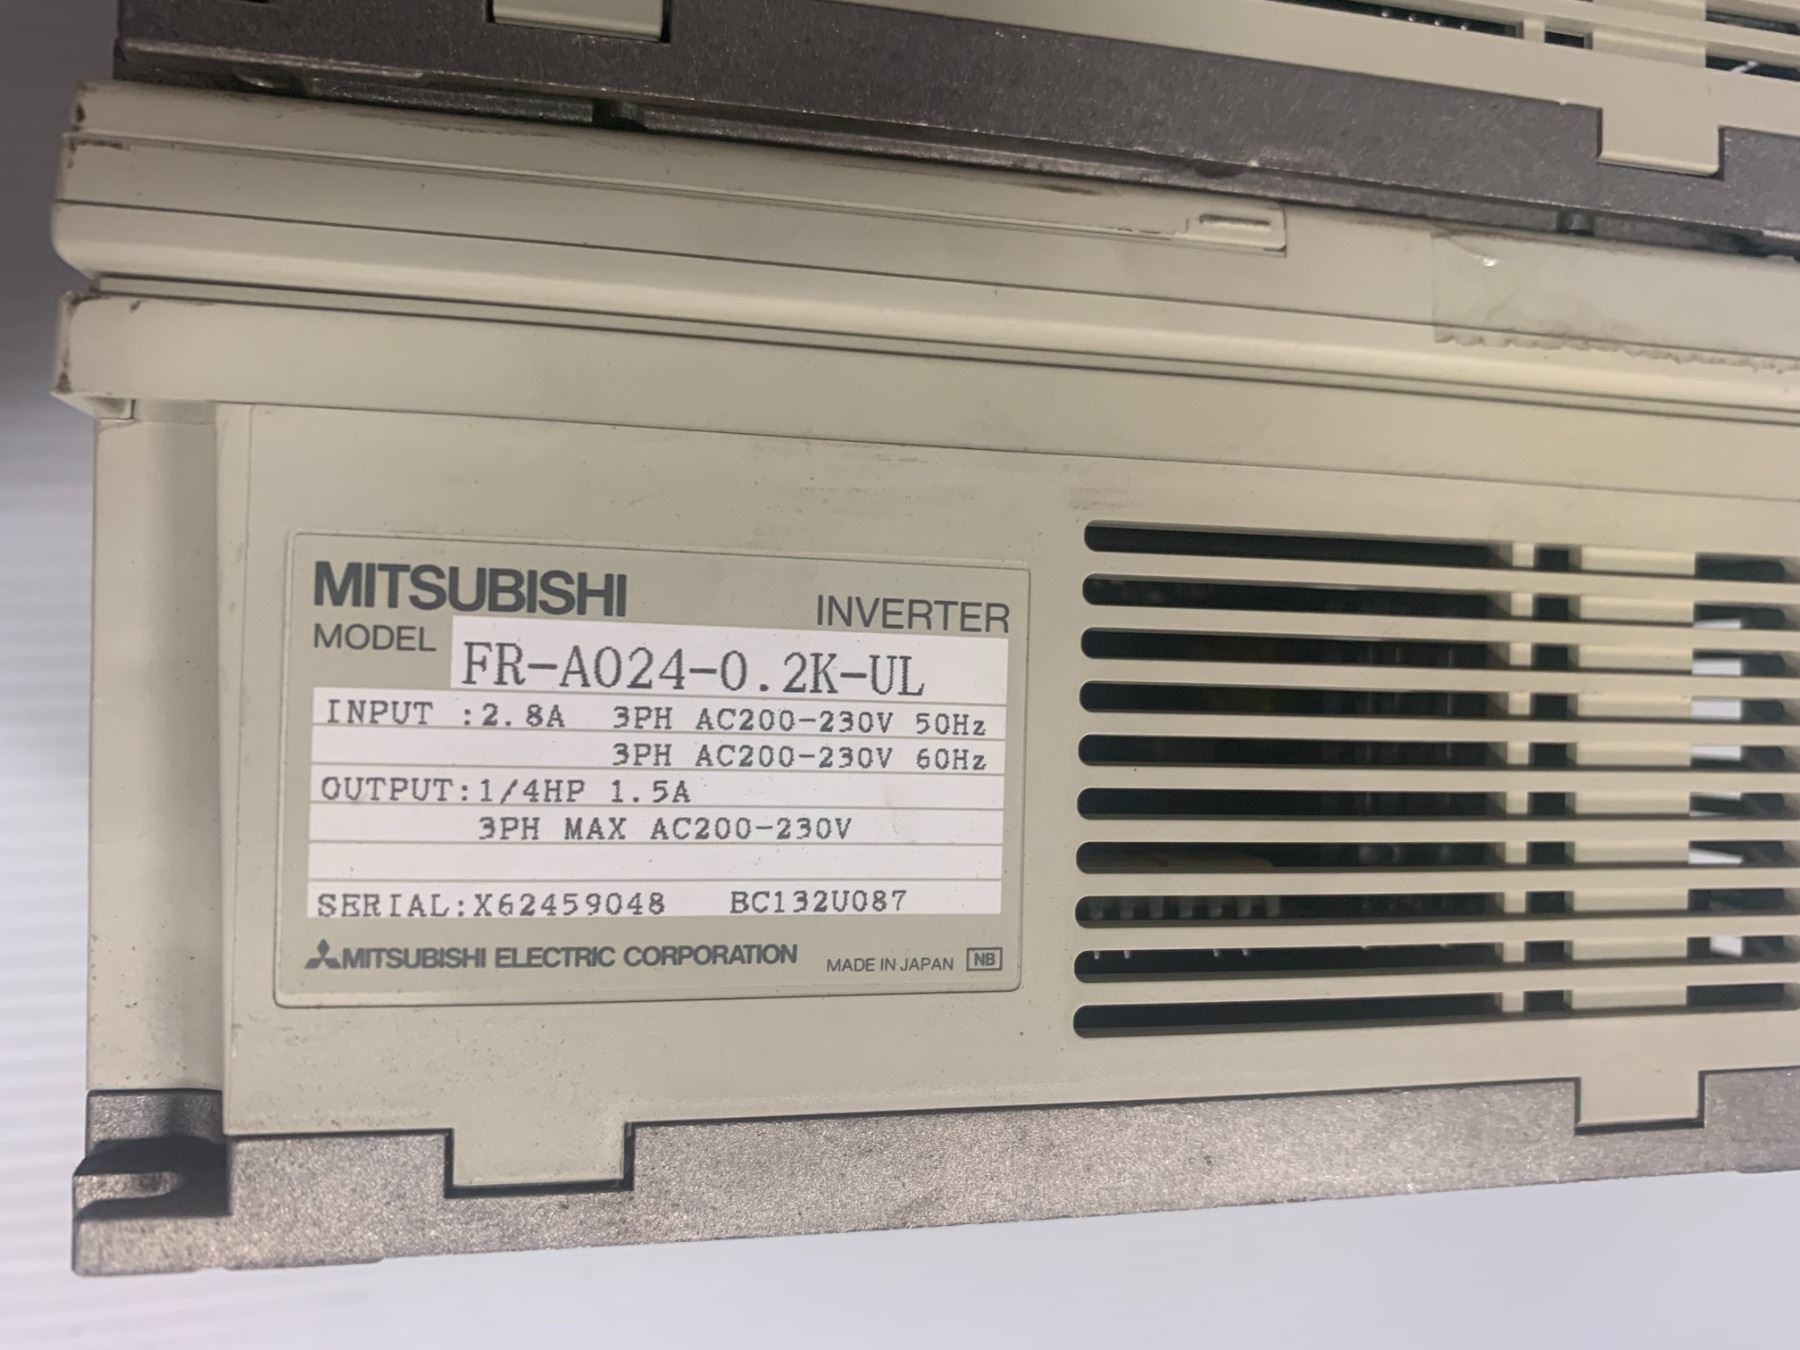 MITSUBISHI INVERTER
MODEL FR-A024-0.2K-UL
INPUT :2.8A 3PH AC200-230V 50Hz
3PH AC200-230V 60Hz
OUTPUT:1/4HP 1.5A
3PH MAX AC200-230V
SERIAL:X62459048 BC132U087
MITSUBISHI ELECTRIC CORPORATION MADE IN JAPAN NB